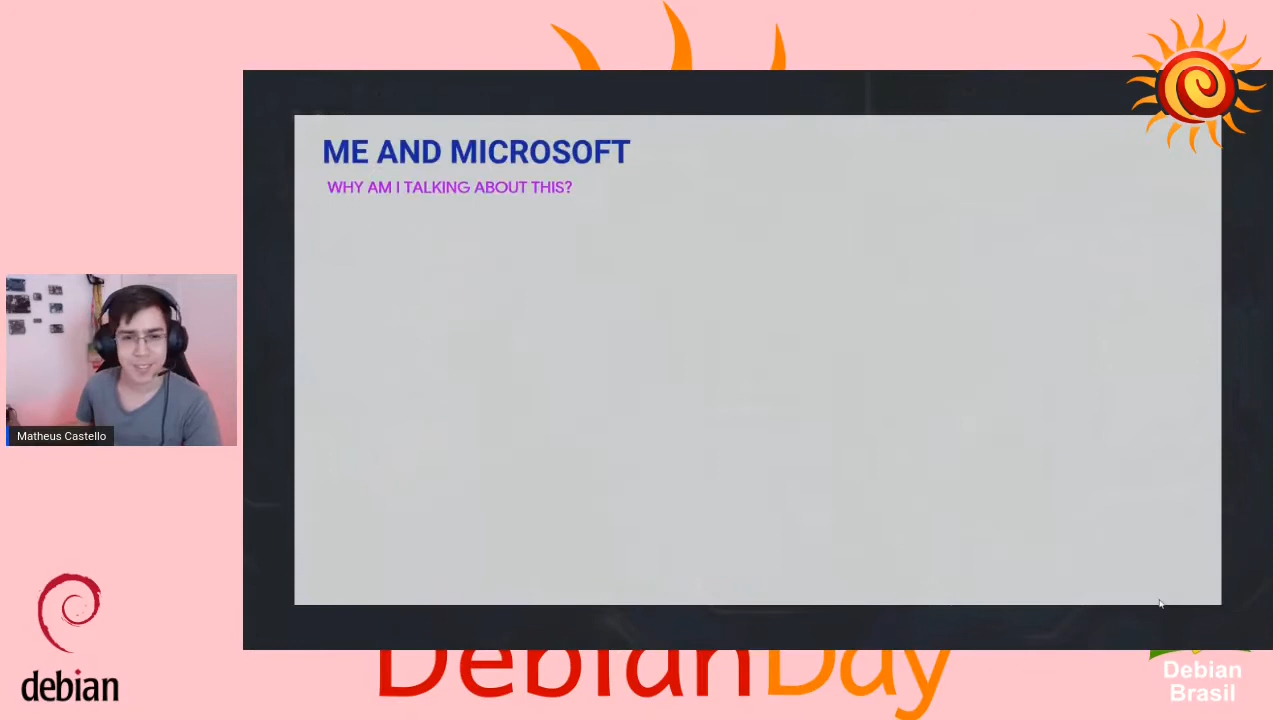 ME AND MICROSOFT
WHY AM I TALKING ABOUT THIS?
Matheus Castello
debian
DebianDay
Debian
Brasil